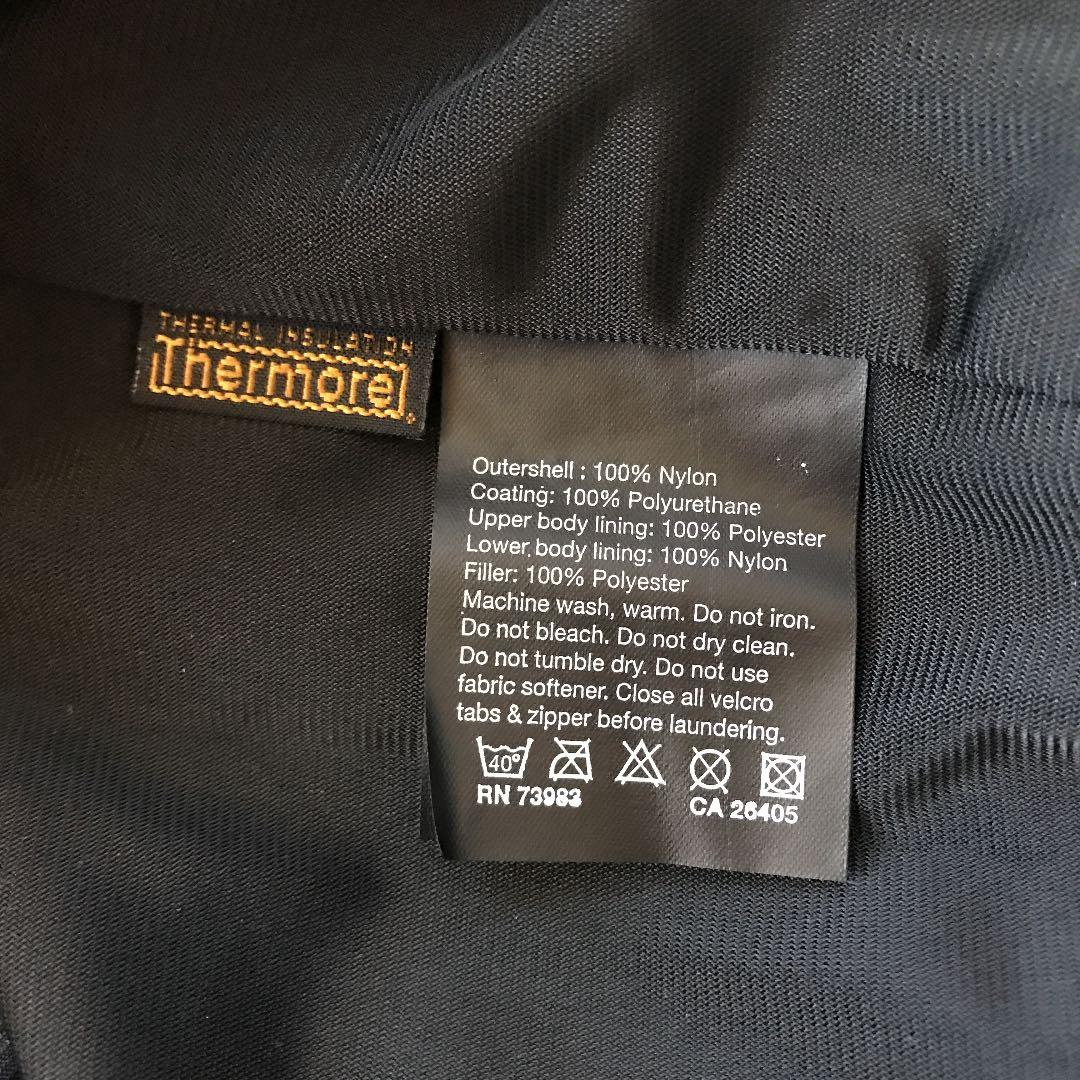 THERMAL INSULATION
Thermore
Outershell : 100% Nylon
Coating: 100% Polyurethane
Upper body lining: 100% Polyester
Lower body lining: 100% Nylon
Filler: 100% Polyester
Machine wash, warm. Do not iron.
Do not bleach. Do not dry clean.
Do not tumble dry. Do not use
fabric softener. Close all velcro
tabs & zipper before laundering.
40°
RN 73983 CA 26405